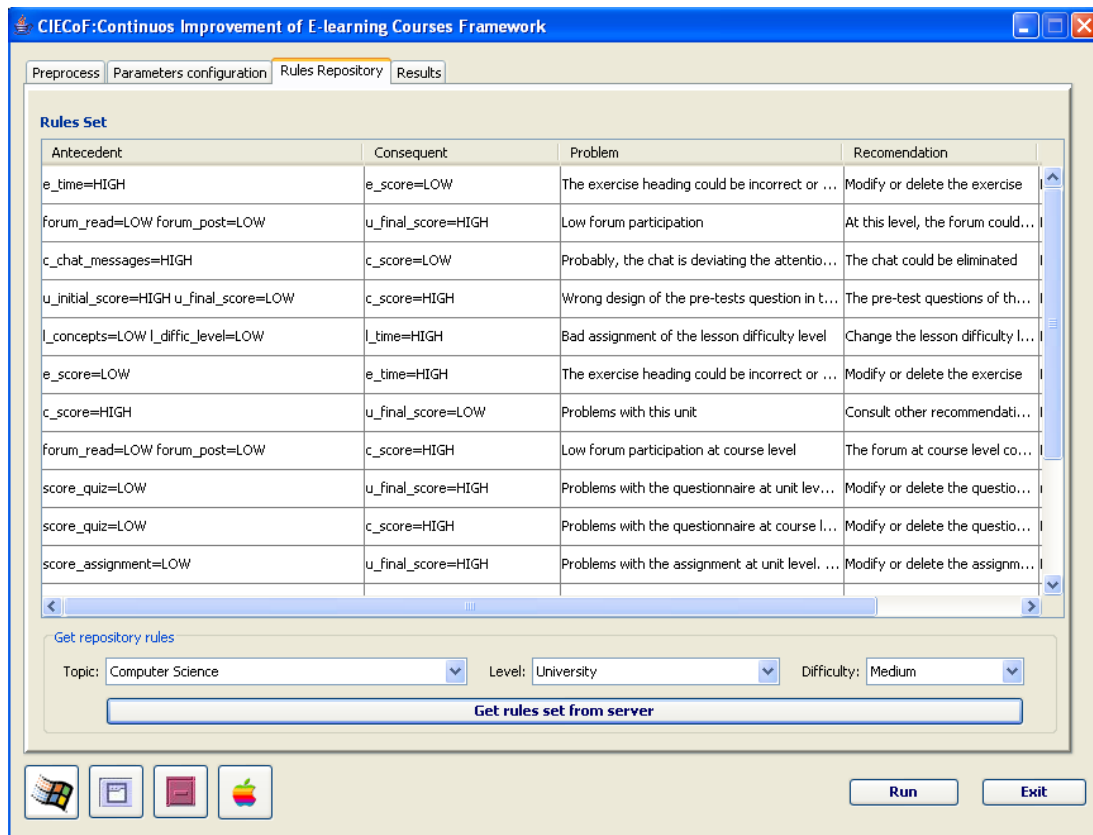 CIECoF:Continuos Improvement of E-learning Courses Framework
Preprocess Parameters configuration Rules Repository Results
Rules Set
Antecedent Consequent Problem Recomendation
e_time=HIGH e_score=LOW The exercise heading could be incorrect or ... Modify or delete the exercise
forum_read=LOW forum_post=LOW u_final_score=HIGH Low forum participation At this level, the forum could...
c_chat_messages=HIGH c_score=LOW Probably, the chat is deviating the attentio... The chat could be eliminated
u_initial_score=HIGH u_final_score=LOW c_score=HIGH Wrong design of the pre-tests question in t... The pre-test questions of th...
l_concepts=LOW l_diffic_level=LOW l_time=HIGH Bad assignment of the lesson difficulty level Change the lesson difficulty l...
e_score=LOW e_time=HIGH The exercise heading could be incorrect or ... Modify or delete the exercise
c_score=HIGH u_final_score=LOW Problems with this unit Consult other recommendati...
forum_read=LOW forum_post=LOW c_score=HIGH Low forum participation at course level The forum at course level co...
score_quiz=LOW u_final_score=HIGH Problems with the questionnaire at unit lev... Modify or delete the questio...
score_quiz=LOW c_score=HIGH Problems with the questionnaire at course l... Modify or delete the questio...
score_assignment=LOW u_final_score=HIGH Problems with the assignment at unit level. ... Modify or delete the assignm...
Get repository rules
Topic: Computer Science Level: University Difficulty: Medium
Get rules set from server
Run Exit